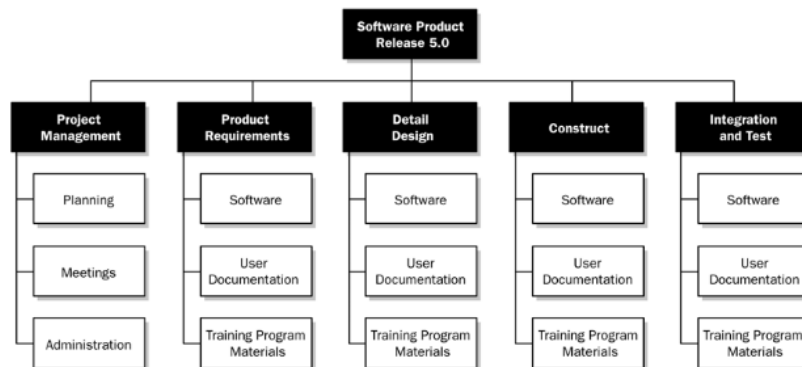 Software Product
Release 5.0
Project
Management
Product
Requirements
Detail
Design
Construct
Integration
and Test
Planning
Software
Software
Software
Software
Meetings
User
Documentation
User
Documentation
User
Documentation
User
Documentation
Administration
Training Program
Materials
Training Program
Materials
Training Program
Materials
Training Program
Materials